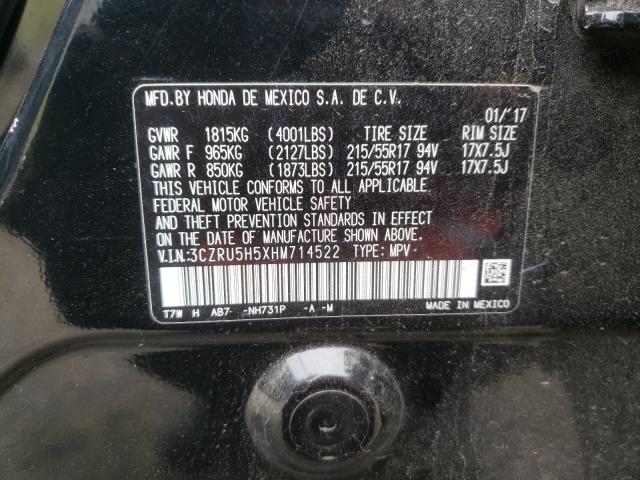 MFD.BY HONDA DE MEXICO S.A. DE C.V.
01/'17
GVWR 1815KG (4001LBS) TIRE SIZE RIM SIZE
GAWR F 965KG (2127LBS) 215/55R17 94V 17X7.5J
GAWR R 850KG (1873LBS) 215/55R17 94V 17X7.5J
THIS VEHICLE CONFORMS TO ALL APPLICABLE
FEDERAL MOTOR VEHICLE SAFETY
AND THEFT PREVENTION STANDARDS IN EFFECT
ON THE DATE OF MANUFACTURE SHOWN ABOVE.
V.I.N:3CZRU5H5XHM714522 TYPE: MPV
T7W H AB7- -NH731P -A -M MADE IN MEXICO